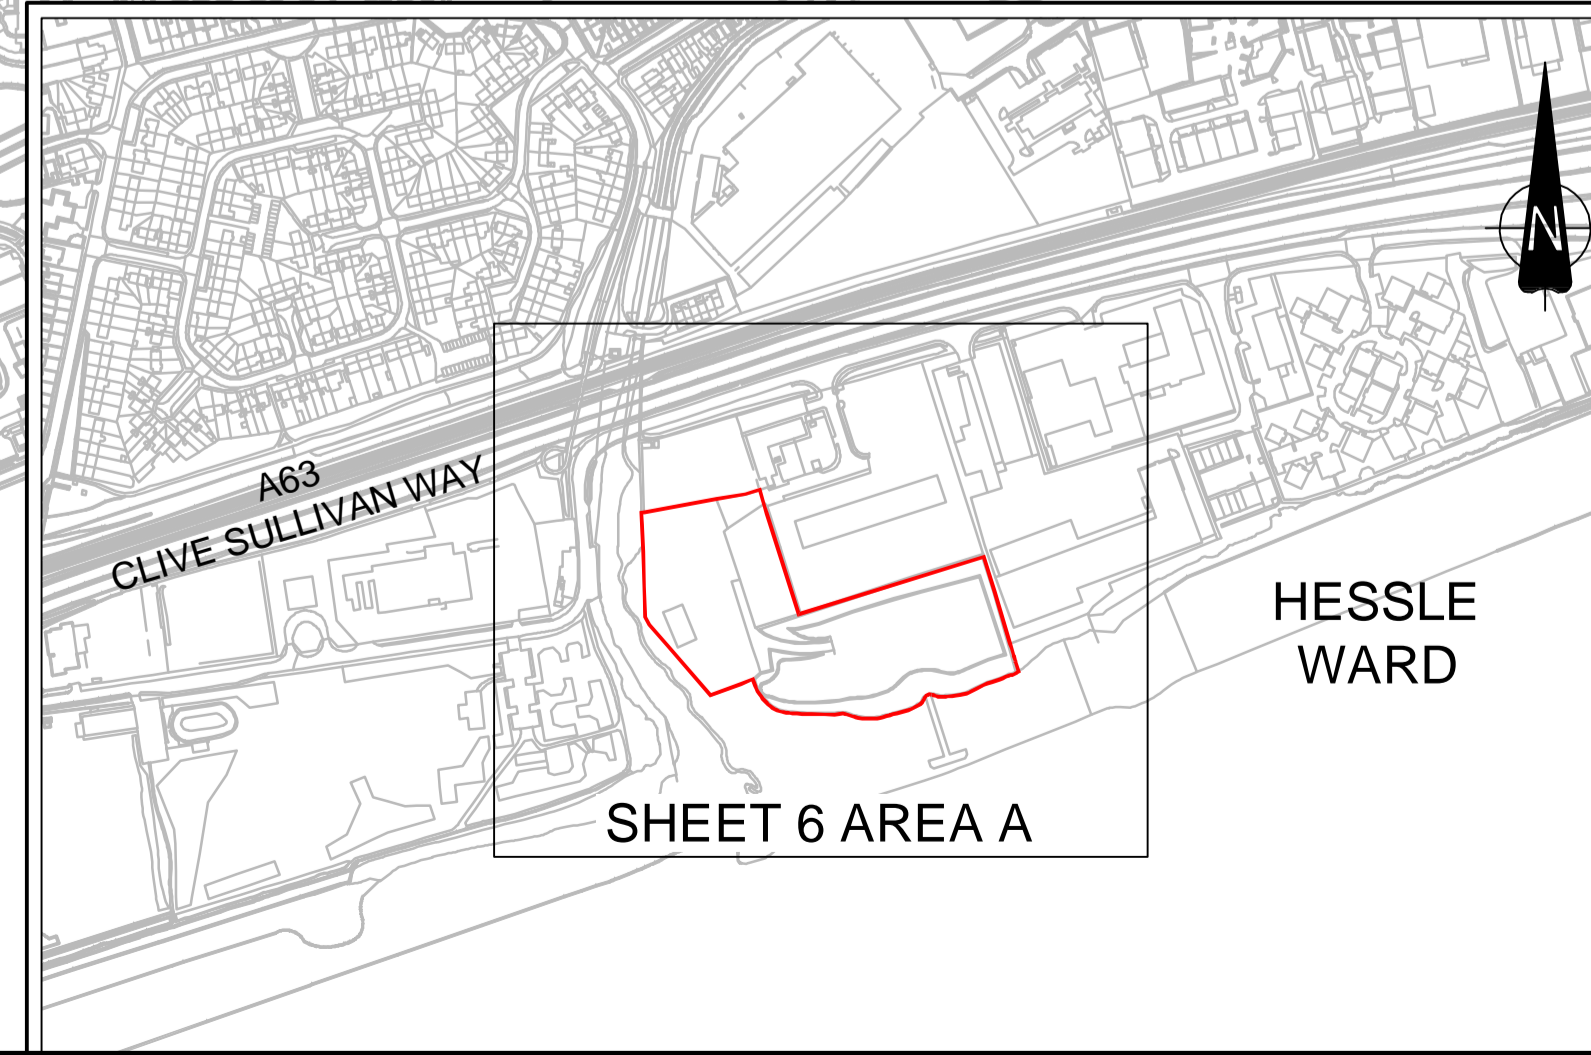 N
A63
CLIVE SULLIVAN WAY
HESSLE
WARD
SHEET 6 AREA A